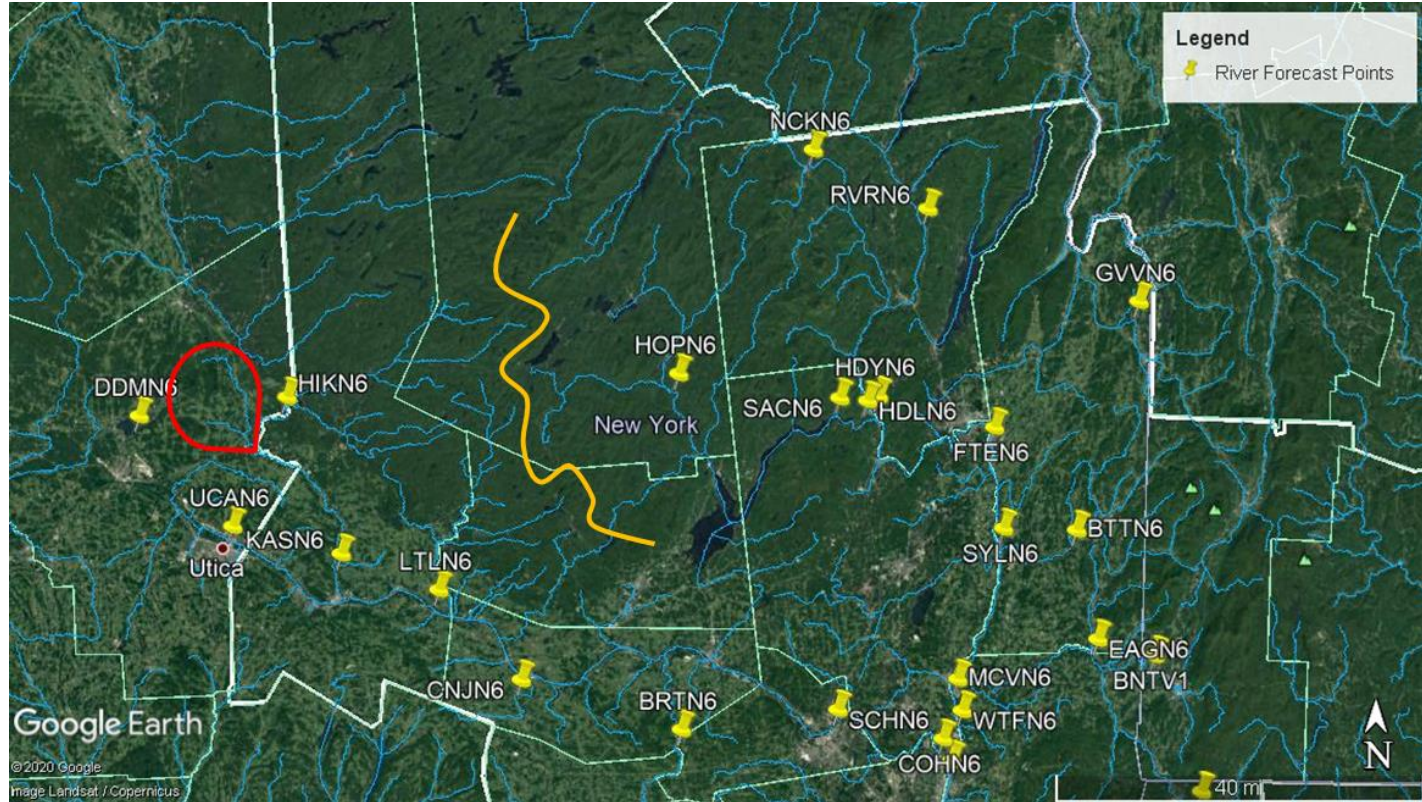 Legend
River Forecast Points
NCKN6
RVRN6
GVVN6
HOPN6
HDYN6
DDMN6
HIKN6
SACN6
HDLN6
New York
FTEN6
UCAN6
KASN6
BTTN6
SYLN6
Utica
LTLN6
EAGN6
MCVN6
BNTV1
CNJN6
BRTN6
SCHN6
WTFN6
Google Earth
COHN6
N
©2020 Google
mage Landsat / Copernicus
40 mi